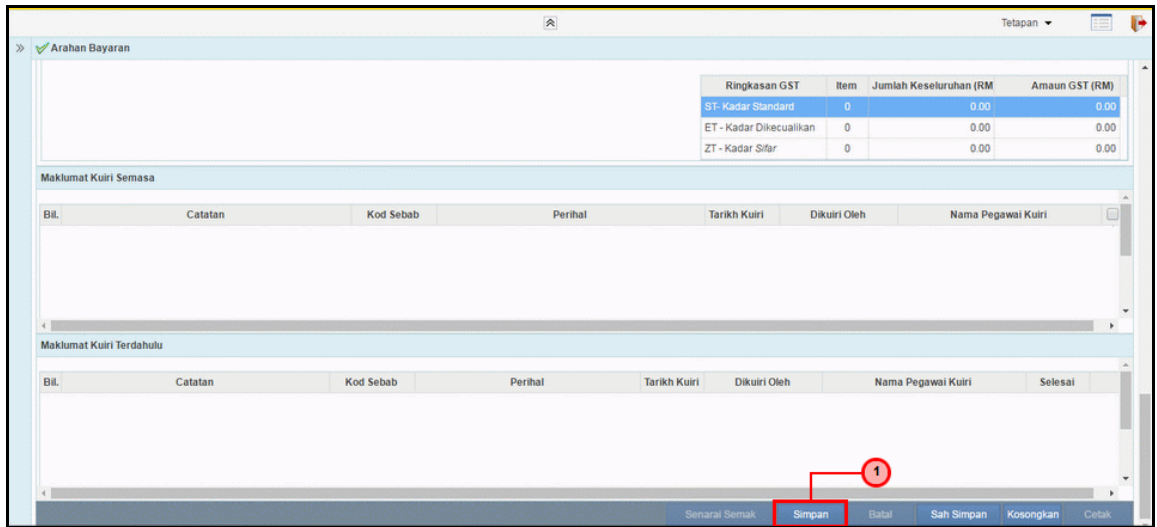 Tetapan
Arahan Bayaran
Ringkasan GST Item Jumlah Keseluruhan (RM Amaun GST (RM)
ST- Kadar Standard 0 0.00 0.00
ET - Kadar Dikecualikan 0 0.00 0.00
ZT - Kadar Sifar 0 0.00 0.00
Maklumat Kuiri Semasa
Bil. Catatan Kod Sebab Perihal Tarikh Kuiri Dikuiri Oleh Nama Pegawai Kuiri
Maklumat Kuiri Terdahulu
Bil. Catatan Kod Sebab Perihal Tarikh Kuiri Dikuiri Oleh Nama Pegawai Kuiri Selesai
1
Senarai Semak Simpan Batal Sah Simpan Kosongkan Cetak